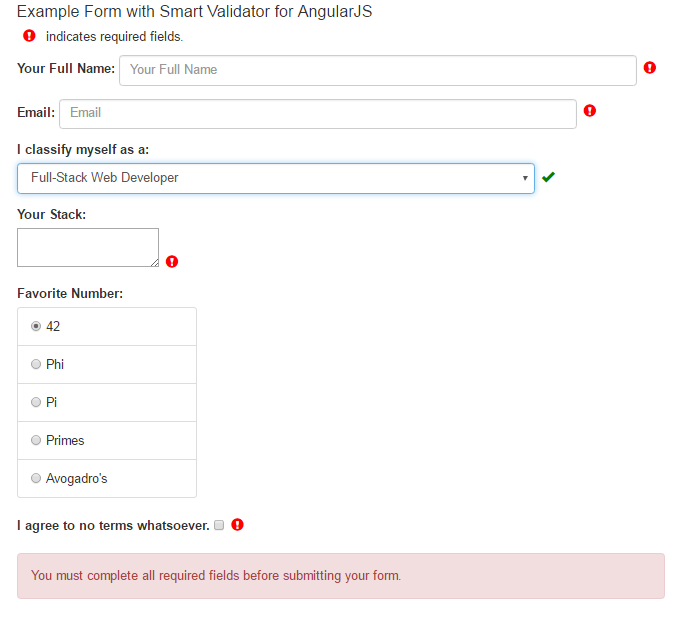 Example Form with Smart Validator for AngularJS
indicates required fields.
Your Full Name: Your Full Name
Email: Email
I classify myself as a:
Full-Stack Web Developer
Your Stack:
Favorite Number:
42
Phi
Pi
Primes
Avogadro's
I agree to no terms whatsoever.
You must complete all required fields before submitting your form.